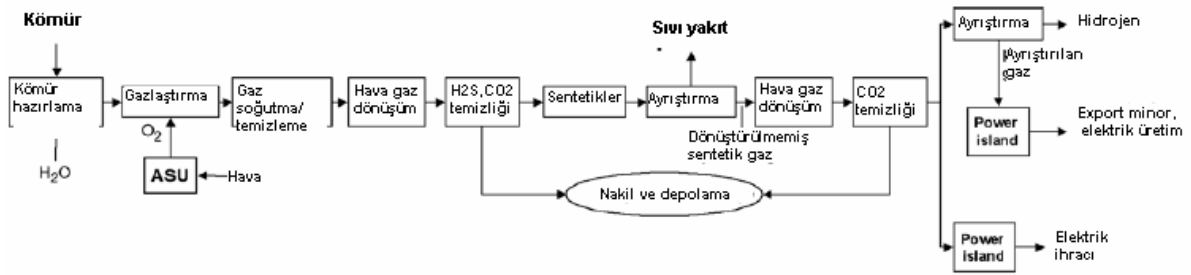 Kömür
Kömür
hazırlama
H2O
Gazlaştırma
O2
ASU
Hava
Gaz
soğutma/
temizleme
Hava gaz
dönüşüm
H2S,CO2
temizliği
Sentetikler
Sıvı yakıt
Ayrıştırma
Dönüştürülmemiş
sentetik gaz
Hava gaz
dönüşüm
CO2
temizliği
Nakil ve depolama
Ayrıştırma
Hidrojen
Ayrıştırılan
gaz
Power
island
Export minor,
elektrik üretim
Power
island
Elektrik
ihracı